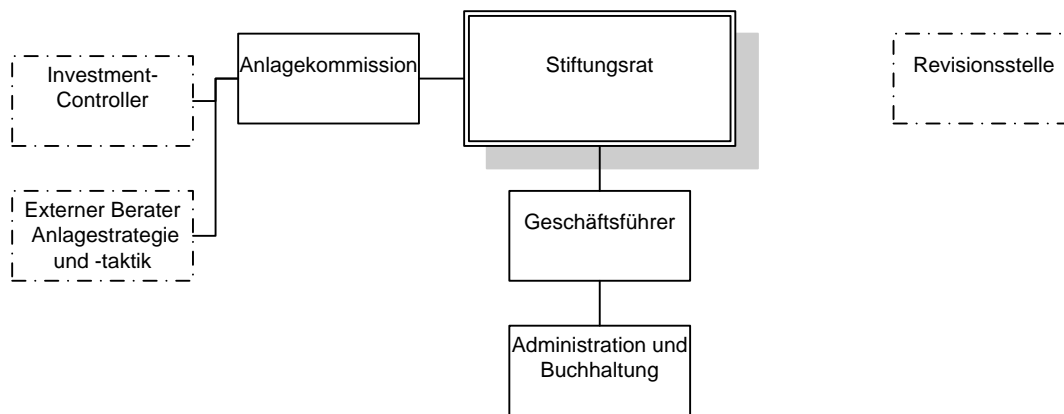 Anlagekommission
Stiftungsrat
Revisionsstelle
Investment-
Controller
Externer Berater
Anlagestrategie
und -taktik
Geschäftsführer
Administration und
Buchhaltung